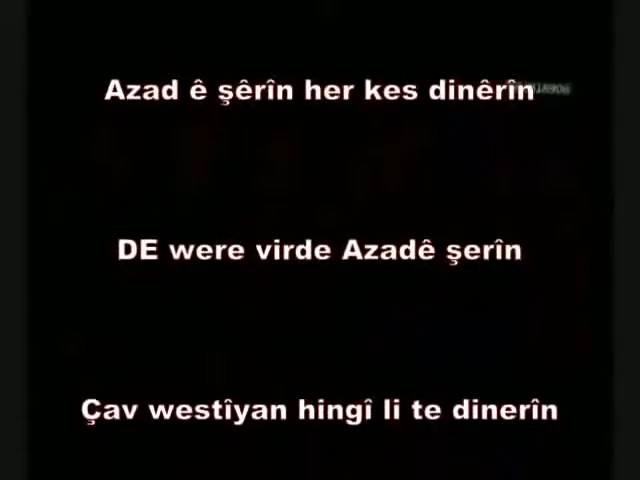 Azad ê şêrîn her kes dinêrîn
DE were virde Azadê şerîn
Çav westîyan hingî li te dinerîn